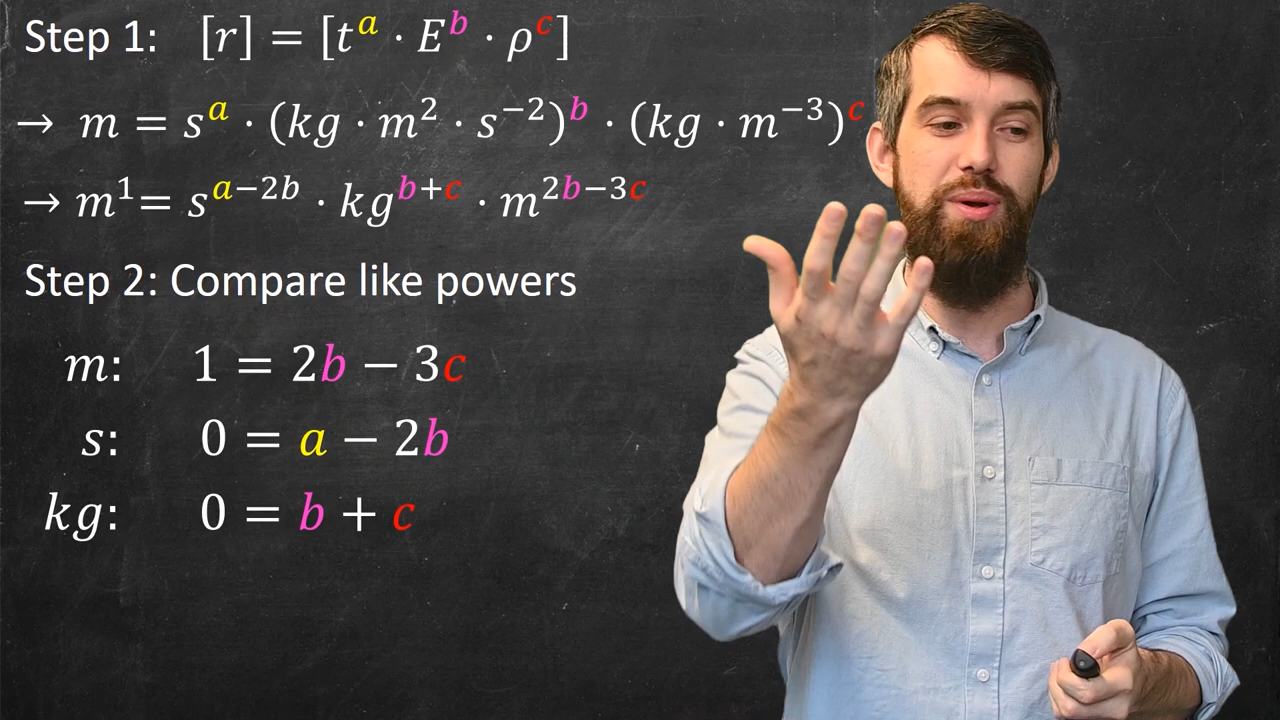 Step 1: [r] = [t^a · E^b · ρ^c]
→ m = s^a · (kg · m^2 · s^−2)^b · (kg · m^−3)^c
→ m^1 = s^a−2b · kg^b+c · m^2b−3c
Step 2: Compare like powers
m: 1 = 2b − 3c
s: 0 = a − 2b
kg: 0 = b + c